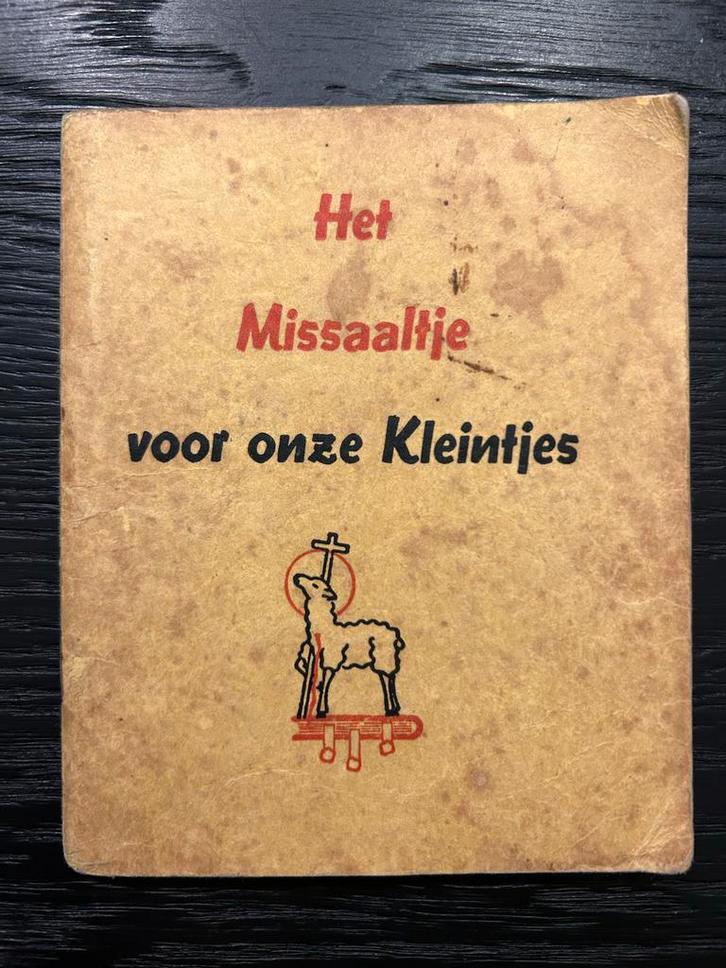 Het
Missaaltje
voor onze Kleintjes